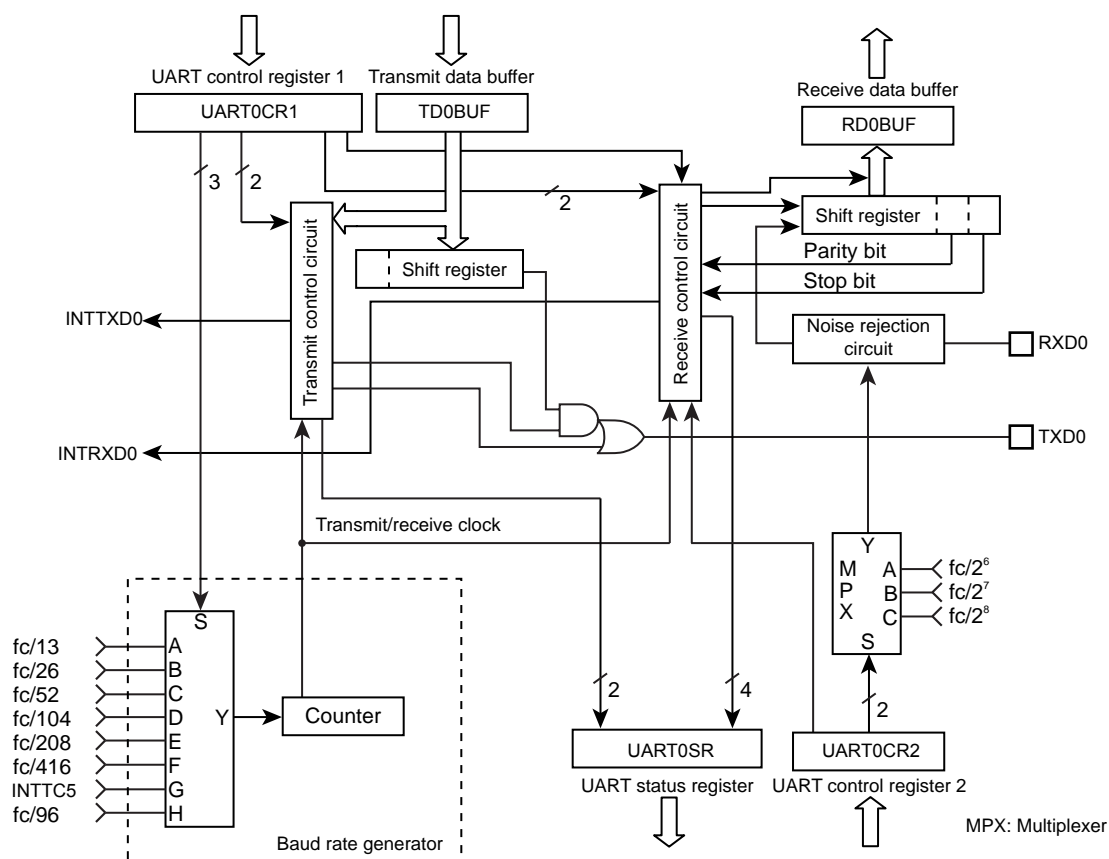 UART control register 1
Transmit data buffer
Receive data buffer
UART0CR1
TD0BUF
RD0BUF
3
2
2
Transmit control circuit
Shift register
Receive control circuit
Shift register
Parity bit
Stop bit
INTTXD0
Noise rejection
circuit
RXD0
INTRXD0
TXD0
Transmit/receive clock
Y
M
P
X
A
B
C
S
fc/2⁶
fc/2⁷
fc/2⁸
S
fc/13
A
fc/26
B
fc/52
C
fc/104
D
fc/208
E
fc/416
F
INTTC5
G
fc/96
H
Y
Counter
2
4
2
UART0SR
UART0CR2
UART status register
UART control register 2
Baud rate generator
MPX: Multiplexer